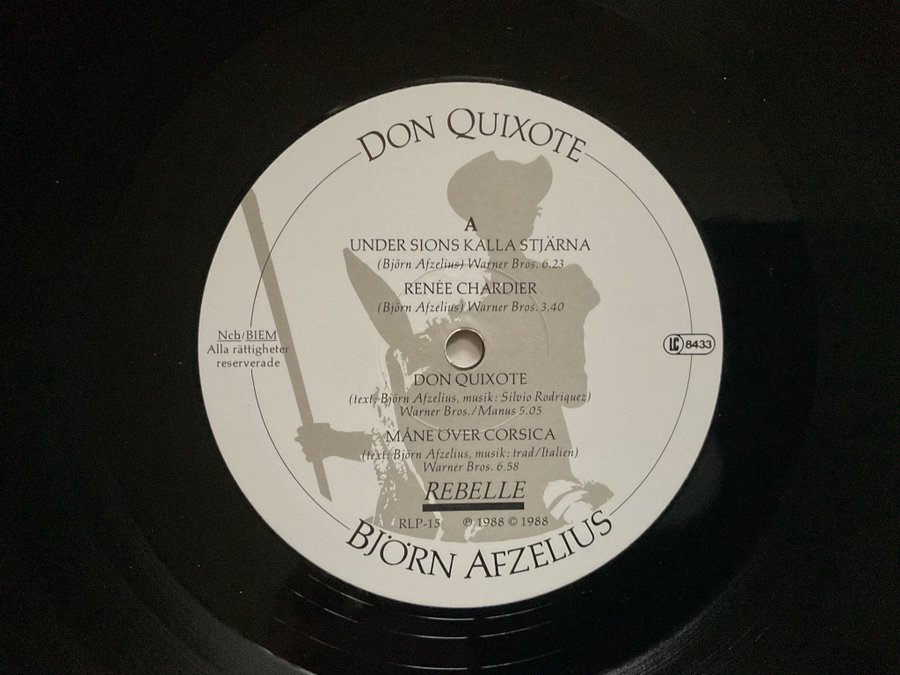 DON QUIXOTE
A
UNDER SIONS KALLA STJÄRNA
(Björn Afzelius) Warner Bros. 6.23
RENÉE CHARDIER
(Björn Afzelius) Warner Bros. 3.40
Ncb/BIEM
Alla rättigheter
reserverade
LC 8433
DON QUIXOTE
(text: Björn Afzelius, musik: Silvio Rodriquez)
Warner Bros./Manus 5.05
MÅNE ÖVER CORSICA
(text: Björn Afzelius, musik: trad/Italien)
Warner Bros. 6.58
REBELLE
RLP-15 ℗ 1988 © 1988
BJÖRN AFZELIUS